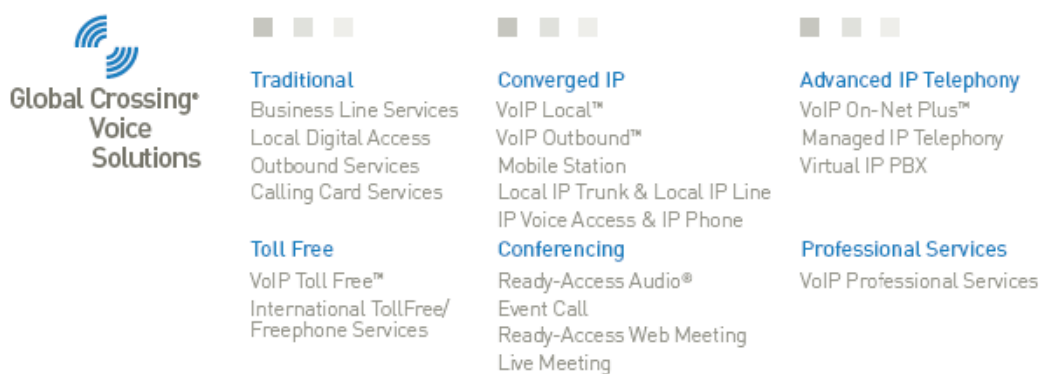 Global Crossing®
Voice
Solutions
Traditional
Business Line Services
Local Digital Access
Outbound Services
Calling Card Services
Converged IP
VoIP Local™
VoIP Outbound™
Mobile Station
Local IP Trunk & Local IP Line
IP Voice Access & IP Phone
Advanced IP Telephony
VoIP On-Net Plus™
Managed IP Telephony
Virtual IP PBX
Toll Free
VoIP Toll Free™
International TollFree/
Freephone Services
Conferencing
Ready-Access Audio®
Event Call
Ready-Access Web Meeting
Live Meeting
Professional Services
VoIP Professional Services